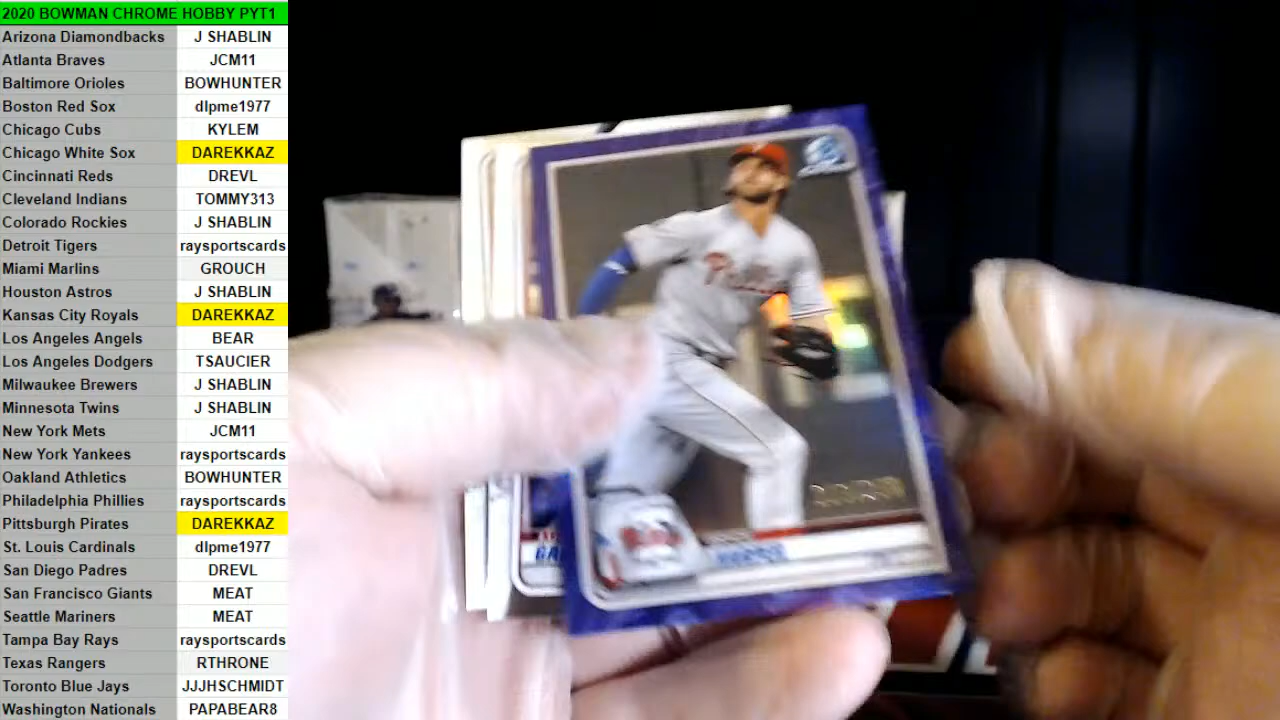 2020 BOWMAN CHROME HOBBY PYT1
Arizona Diamondbacks J SHABLIN
Atlanta Braves JCM11
Baltimore Orioles BOWHUNTER
Boston Red Sox dlpme1977
Chicago Cubs KYLEM
Chicago White Sox DAREKKAZ
Cincinnati Reds DREVL
Cleveland Indians TOMMY313
Colorado Rockies J SHABLIN
Detroit Tigers raysportscards
Miami Marlins GROUCH
Houston Astros J SHABLIN
Kansas City Royals DAREKKAZ
Los Angeles Angels BEAR
Los Angeles Dodgers TSAUCIER
Milwaukee Brewers J SHABLIN
Minnesota Twins J SHABLIN
New York Mets JCM11
New York Yankees raysportscards
Oakland Athletics BOWHUNTER
Philadelphia Phillies raysportscards
Pittsburgh Pirates DAREKKAZ
St. Louis Cardinals dlpme1977
San Diego Padres DREVL
San Francisco Giants MEAT
Seattle Mariners MEAT
Tampa Bay Rays raysportscards
Texas Rangers RTHRONE
Toronto Blue Jays JJJHSCHMIDT
Washington Nationals PAPABEAR8